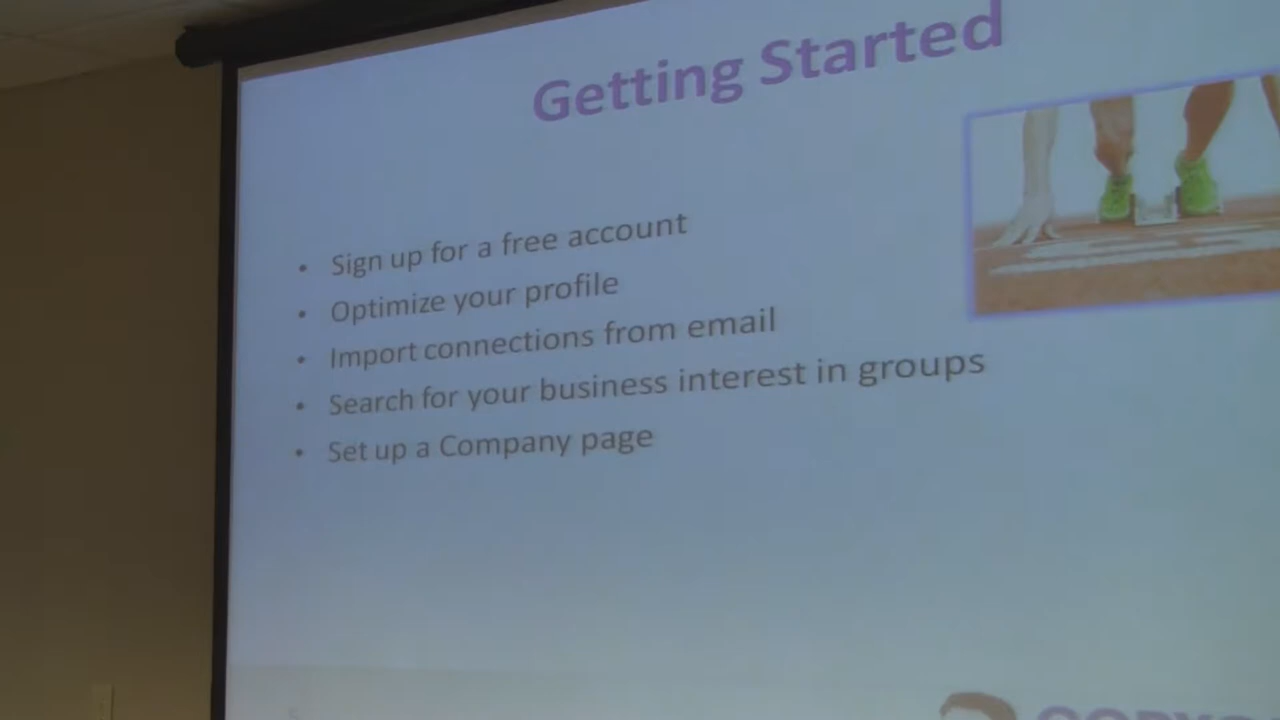 Getting Started
• Sign up for a free account
• Optimize your profile
• Import connections from email
• Search for your business interest in groups
• Set up a Company page
5